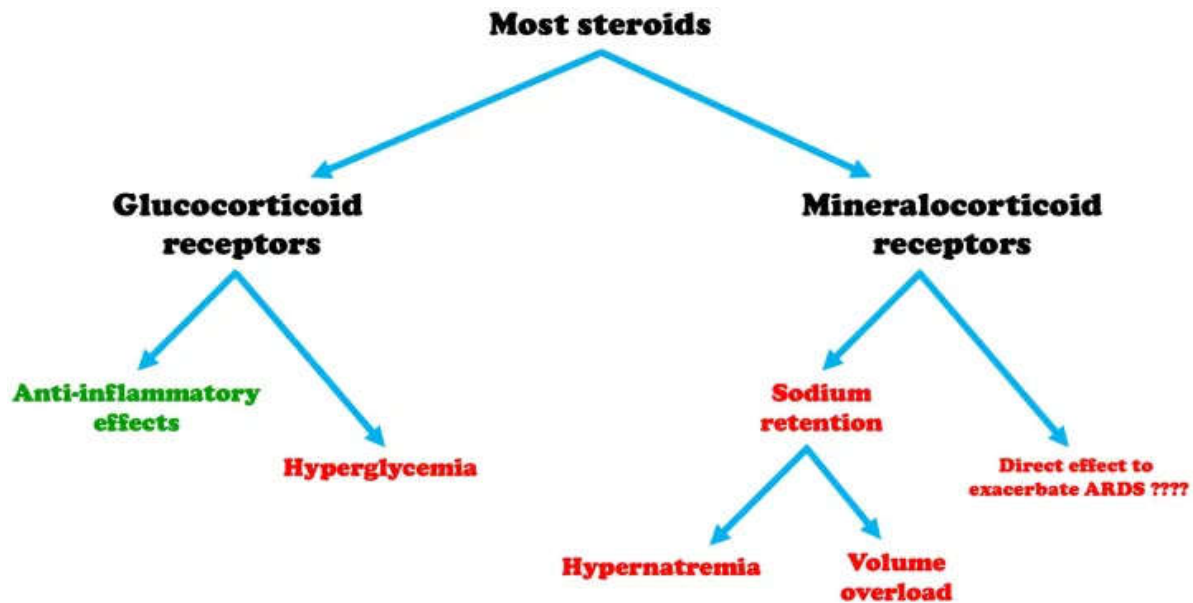 Most steroids
Glucocorticoid
receptors
Mineralocorticoid
receptors
Anti-inflammatory
effects
Hyperglycemia
Sodium
retention
Direct effect to
exacerbate ARDS ????
Hypernatremia
Volume
overload